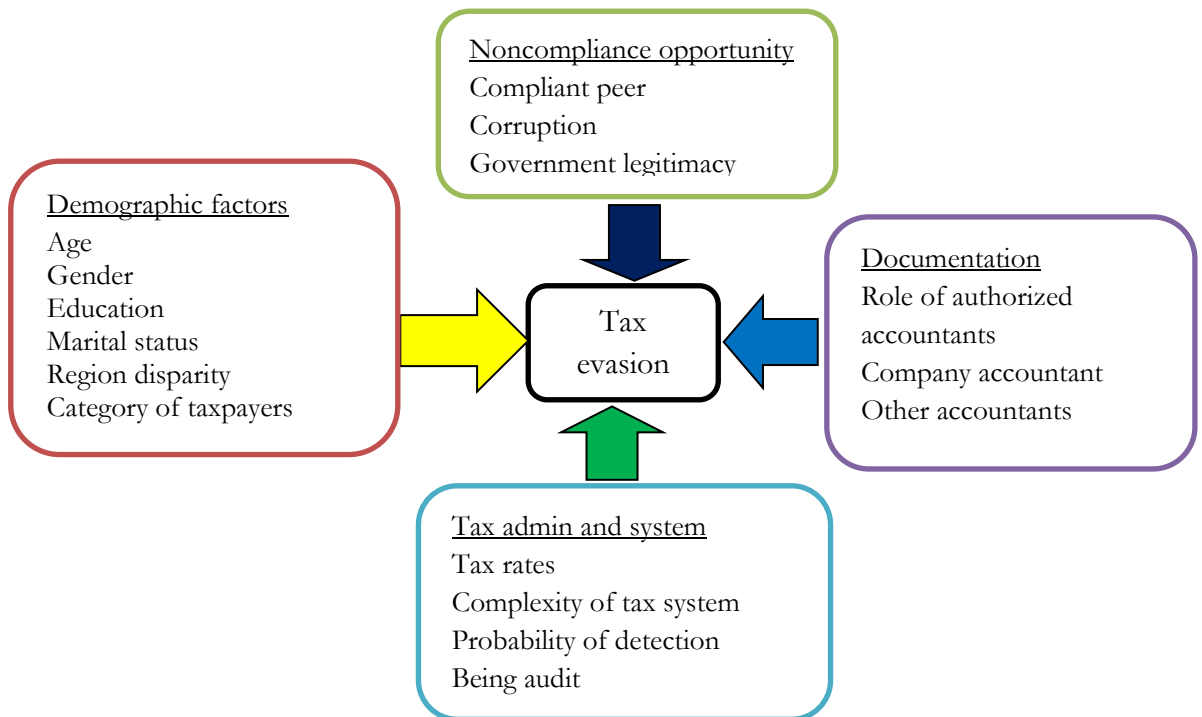 Noncompliance opportunity
Compliant peer
Corruption
Government legitimacy
Demographic factors
Age
Gender
Education
Marital status
Region disparity
Category of taxpayers
Tax
evasion
Documentation
Role of authorized
accountants
Company accountant
Other accountants
Tax admin and system
Tax rates
Complexity of tax system
Probability of detection
Being audit